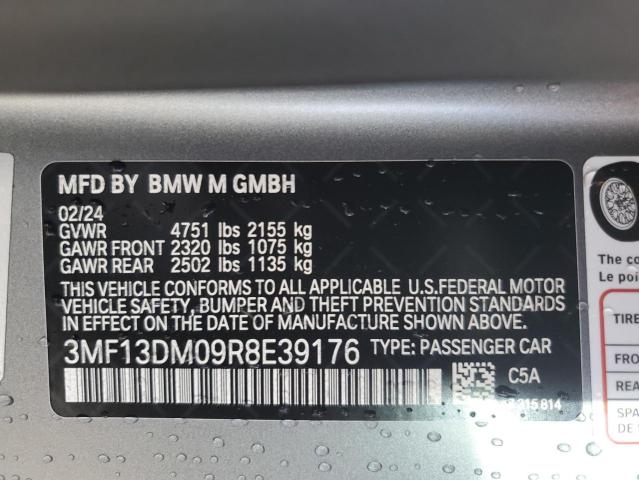 MFD BY BMW M GMBH
02/24
GVWR 4751 lbs 2155 kg
GAWR FRONT 2320 lbs 1075 kg
GAWR REAR 2502 lbs 1135 kg
THIS VEHICLE CONFORMS TO ALL APPLICABLE U.S.FEDERAL MOTOR
VEHICLE SAFETY, BUMPER AND THEFT PREVENTION STANDARDS
IN EFFECT ON THE DATE OF MANUFACTURE SHOWN ABOVE.
3MF13DM09R8E39176 TYPE: PASSENGER CAR
C5A
315 814
The co
Le poi
TIRE
FRO
REA
SPA
DE S